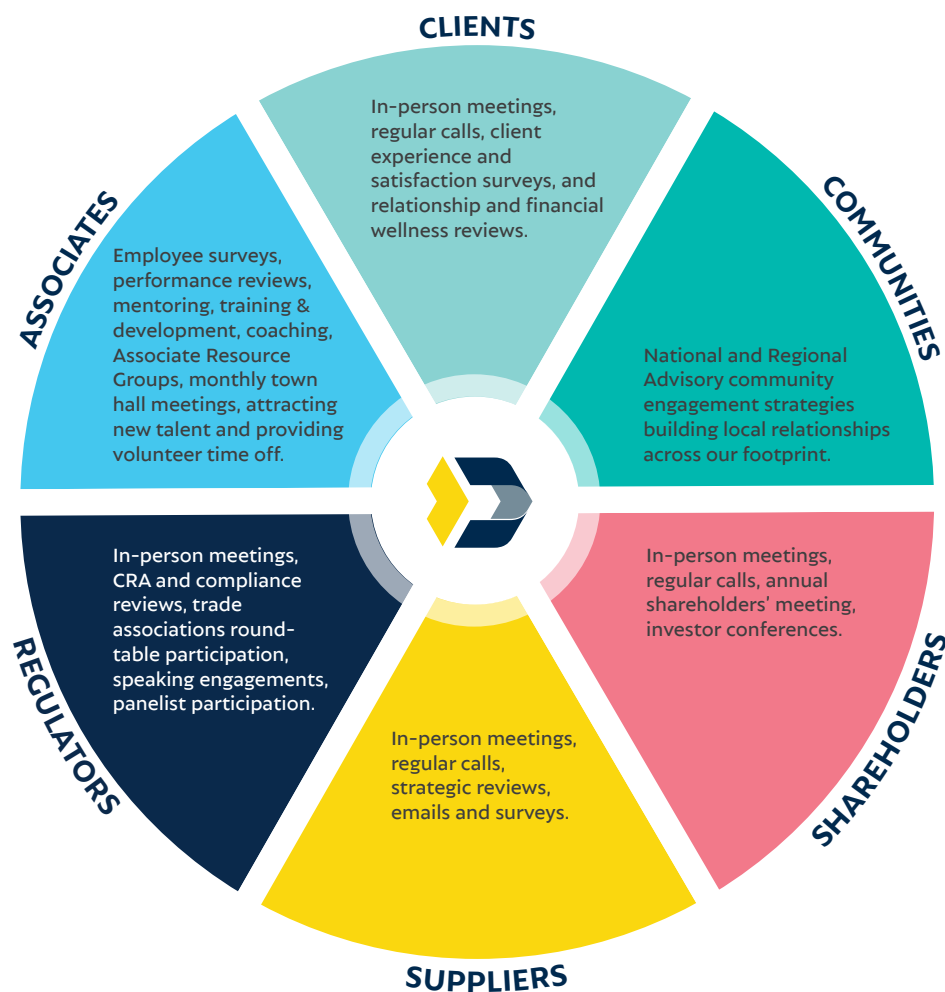 CLIENTS
In-person meetings,
regular calls, client
experience and
satisfaction surveys, and
relationship and financial
wellness reviews.
COMMUNITIES
National and Regional
Advisory community
engagement strategies
building local relationships
across our footprint.
SHAREHOLDERS
In-person meetings,
regular calls, annual
shareholders’ meeting,
investor conferences.
SUPPLIERS
In-person meetings,
regular calls,
strategic reviews,
emails and surveys.
REGULATORS
In-person meetings,
CRA and compliance
reviews, trade
associations round-
table participation,
speaking engagements,
panelist participation.
ASSOCIATES
Employee surveys,
performance reviews,
mentoring, training &
development, coaching,
Associate Resource
Groups, monthly town
hall meetings, attracting
new talent and providing
volunteer time off.